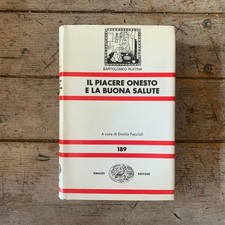 BARTOLOMEO PLATINA
IL PIACERE ONESTO
E LA BUONA SALUTE
A cura di Emilio Faccioli
189
EINAUDI EDITORE